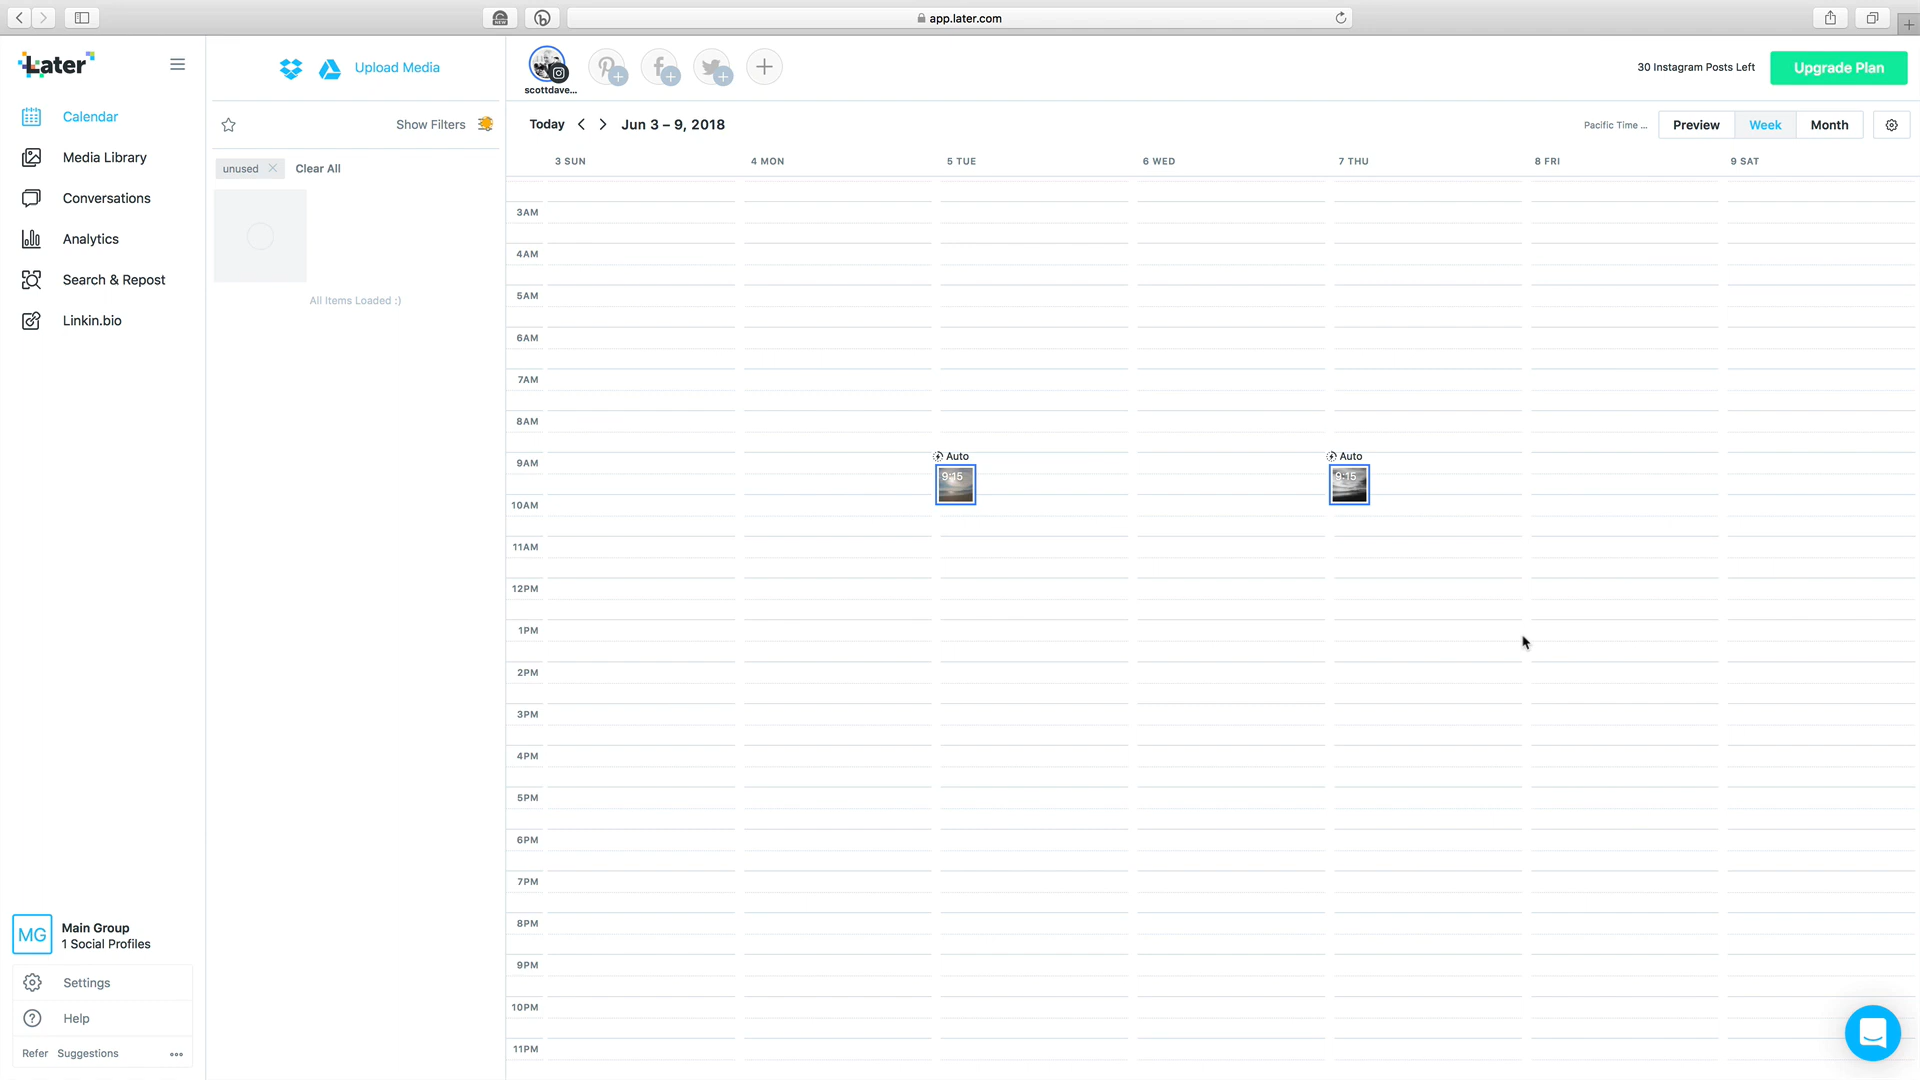 app.later.com
Later
Calendar
Media Library
Conversations
Analytics
Search & Repost
Linkin.bio
Main Group
1 Social Profiles
MG
Settings
Help
Refer Suggestions
Upload Media
Show Filters
unused
Clear All
All Items Loaded :)
NEW
scottdave...
30 Instagram Posts Left
Upgrade Plan
Today
Jun 3 – 9, 2018
Pacific Time ...
Preview Week Month
3 SUN 4 MON 5 TUE 6 WED 7 THU 8 FRI 9 SAT
3AM
4AM
5AM
6AM
7AM
8AM
Auto Auto
9AM
9:15 9:15
10AM
11AM
12PM
1PM
2PM
3PM
4PM
5PM
6PM
7PM
8PM
9PM
10PM
11PM